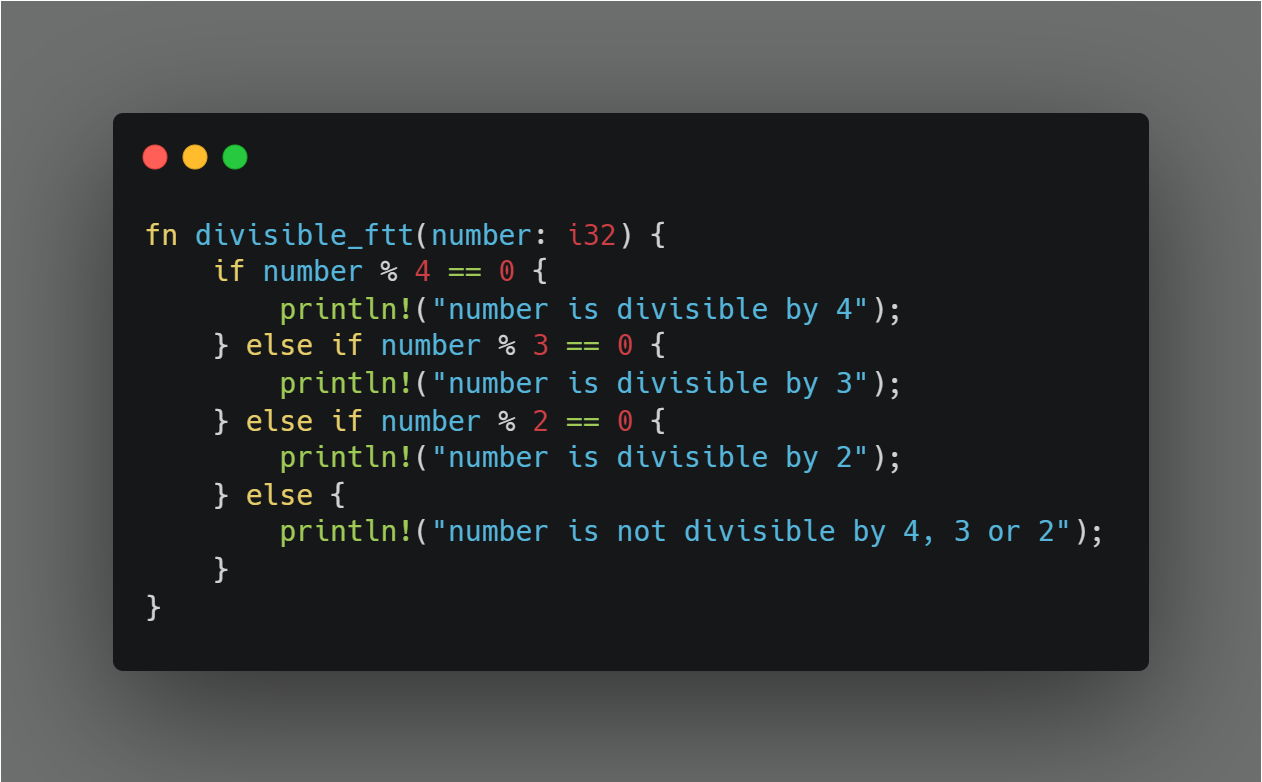 fn divisible_ftt(number: i32) {
    if number % 4 == 0 {
        println!("number is divisible by 4");
    } else if number % 3 == 0 {
        println!("number is divisible by 3");
    } else if number % 2 == 0 {
        println!("number is divisible by 2");
    } else {
        println!("number is not divisible by 4, 3 or 2");
    }
}